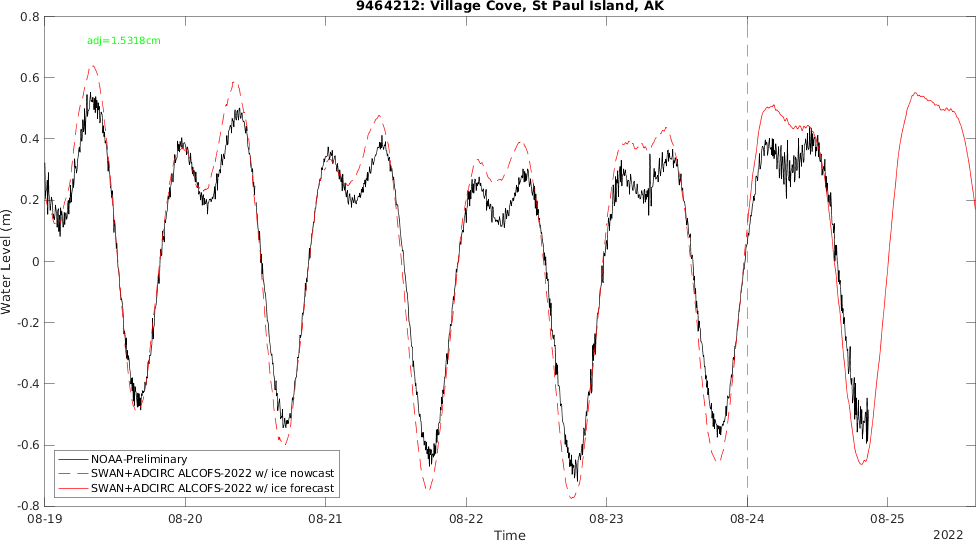 9464212: Village Cove, St Paul Island, AK
adj=1.5318cm
0.8
0.6
0.4
0.2
0
-0.2
-0.4
-0.6
-0.8
Water Level (m)
NOAA-Preliminary
SWAN+ADCIRC ALCOFS-2022 w/ ice nowcast
SWAN+ADCIRC ALCOFS-2022 w/ ice forecast
08-19 08-20 08-21 08-22 08-23 08-24 08-25
Time
2022